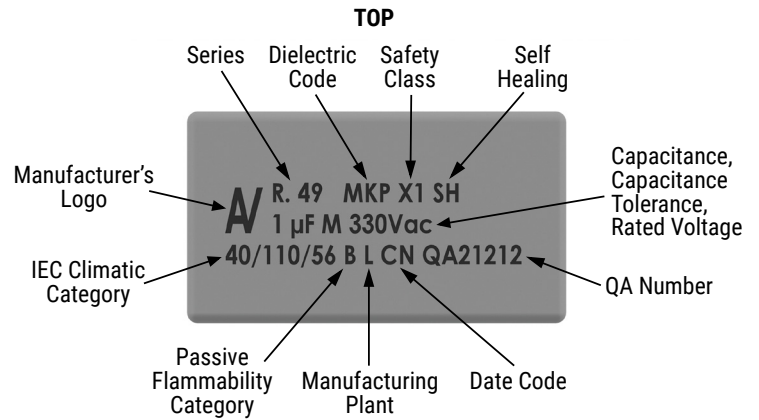 TOP
Series
Dielectric
Code
Safety
Class
Self
Healing
Manufacturer's
Logo
R. 49 MKP X1 SH
1 µF M 330Vac
40/110/56 B L CN QA21212
Capacitance,
Capacitance
Tolerance,
Rated Voltage
IEC Climatic
Category
QA Number
Passive
Flammability
Category
Manufacturing
Plant
Date Code